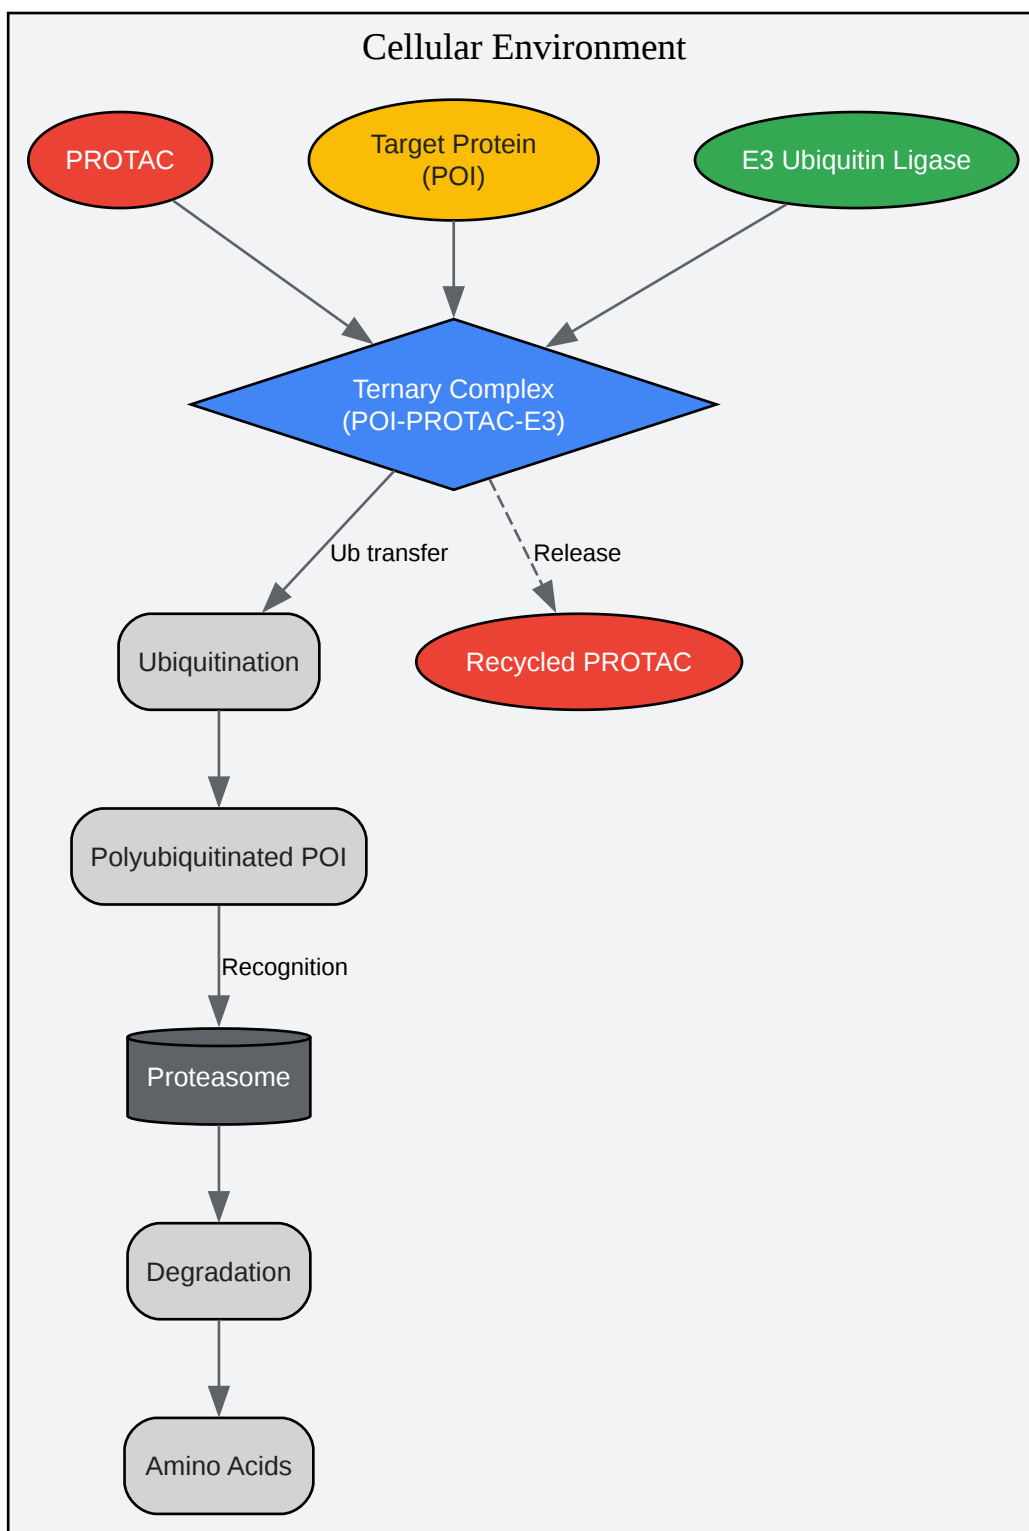 Cellular Environment
PROTAC
Target Protein
(POI)
E3 Ubiquitin Ligase
Ternary Complex
(POI-PROTAC-E3)
Ub transfer
Release
Ubiquitination
Recycled PROTAC
Polyubiquitinated POI
Recognition
Proteasome
Degradation
Amino Acids